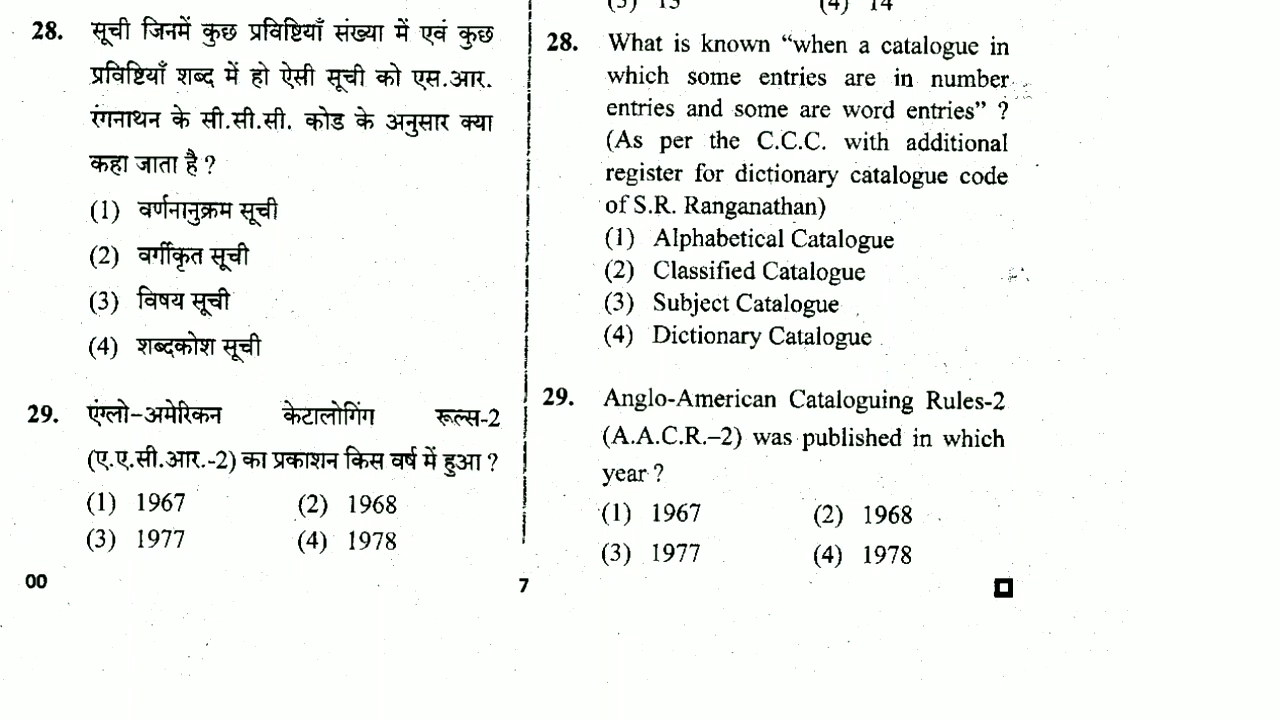 28. सूची जिनमें कुछ प्रविष्टियाँ संख्या में एवं कुछ
प्रविष्टियाँ शब्द में हो ऐसी सूची को एस.आर.
रंगनाथन के सी.सी.सी. कोड के अनुसार क्या
कहा जाता है ?
(1) वर्णनानुक्रम सूची
(2) वर्गीकृत सूची
(3) विषय सूची
(4) शब्दकोश सूची
29. एंग्लो-अमेरिकन केटालोगिंग रूल्स-2
(ए.ए.सी.आर.-2) का प्रकाशन किस वर्ष में हुआ ?
(1) 1967 (2) 1968
(3) 1977 (4) 1978
00
7
(3) 13 (4) 14
28. What is known “when a catalogue in
which some entries are in number
entries and some are word entries” ?
(As per the C.C.C. with additional
register for dictionary catalogue code
of S.R. Ranganathan)
(1) Alphabetical Catalogue
(2) Classified Catalogue
(3) Subject Catalogue
(4) Dictionary Catalogue
29. Anglo-American Cataloguing Rules-2
(A.A.C.R.–2) was published in which
year ?
(1) 1967 (2) 1968
(3) 1977 (4) 1978